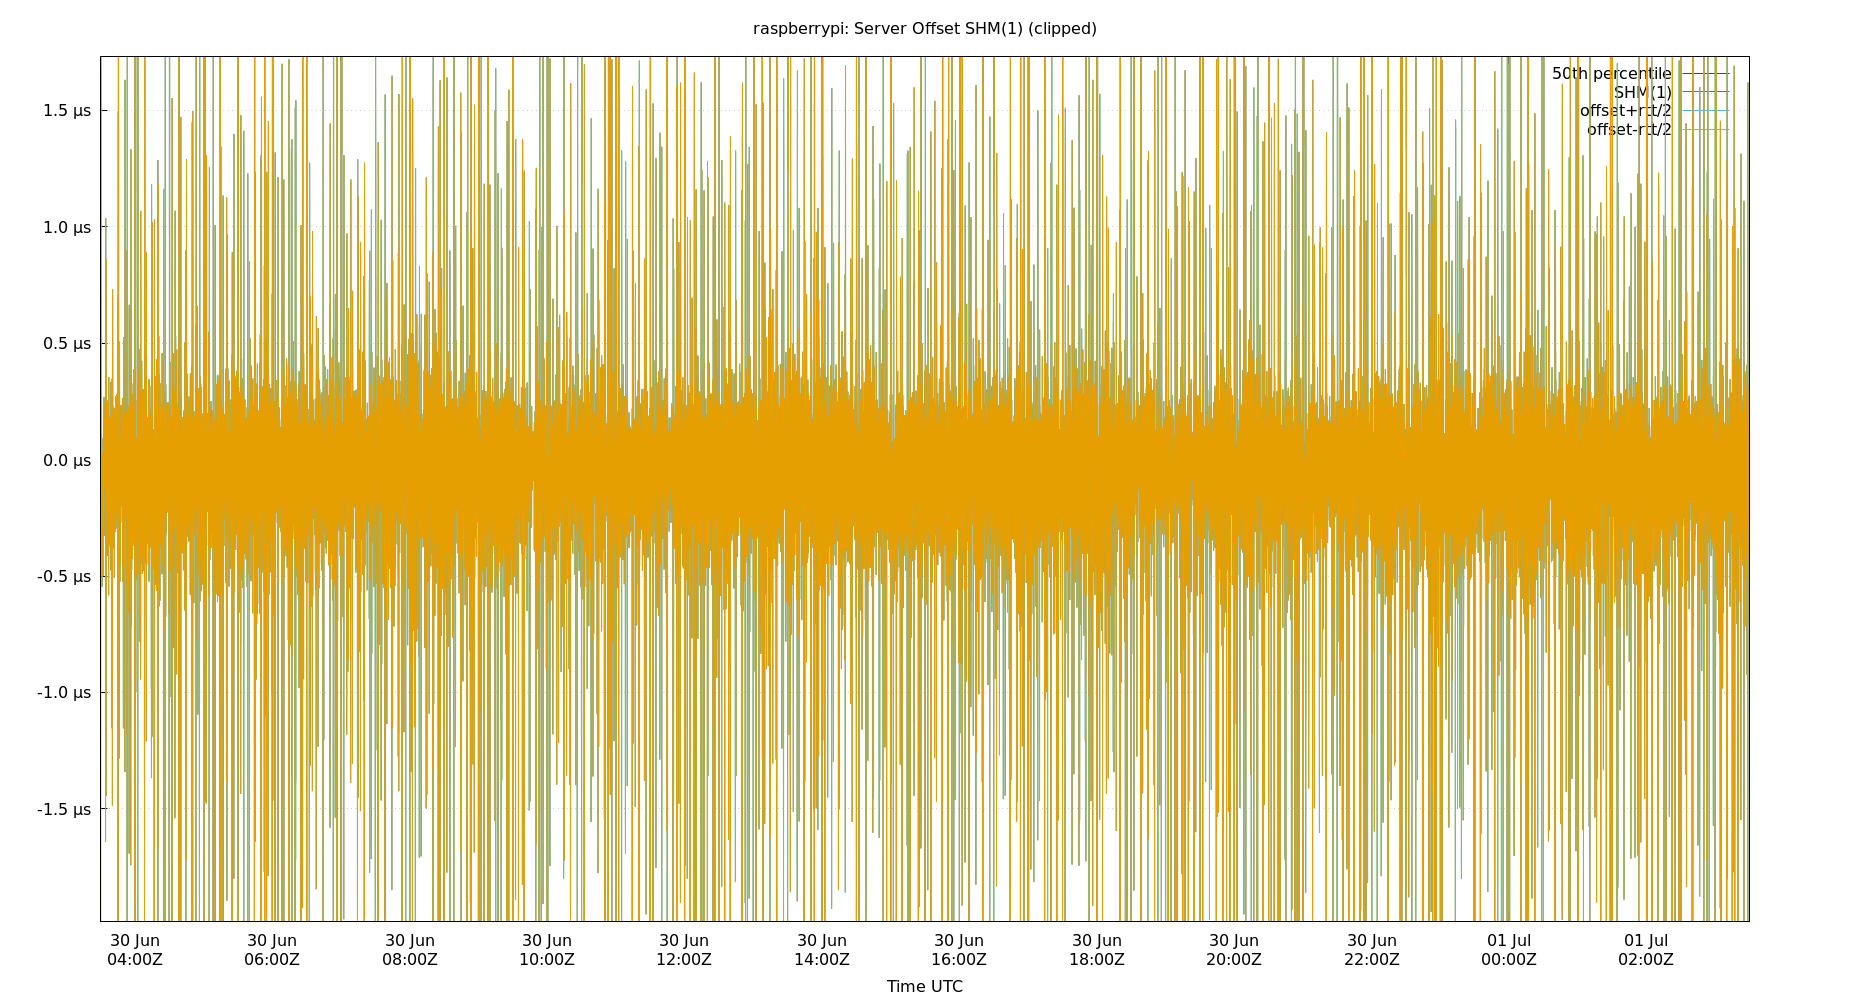 raspberrypi: Server Offset SHM(1) (clipped)
50th percentile
SHM(1)
offset+rtt/2
offset-rtt/2
1.5 µs
1.0 µs
0.5 µs
0.0 µs
-0.5 µs
-1.0 µs
-1.5 µs
30 Jun 30 Jun 30 Jun 30 Jun 30 Jun 30 Jun 30 Jun 30 Jun 30 Jun 30 Jun 01 Jul 01 Jul
04:00Z 06:00Z 08:00Z 10:00Z 12:00Z 14:00Z 16:00Z 18:00Z 20:00Z 22:00Z 00:00Z 02:00Z
Time UTC